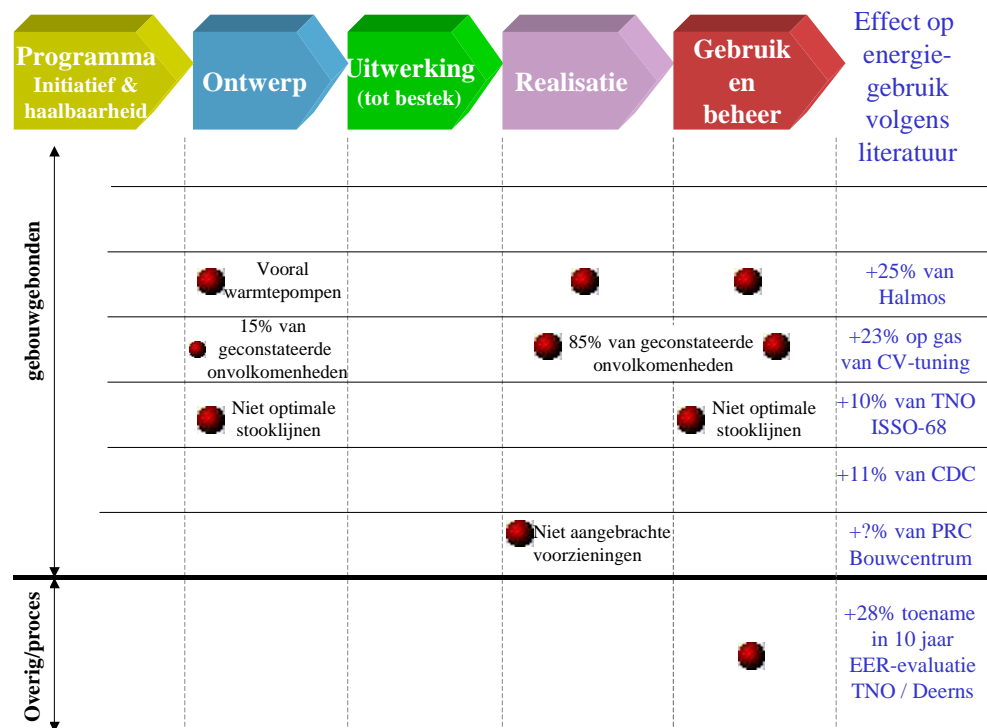 Programma
Initiatief &
haalbaarheid
Ontwerp
Uitwerking
(tot bestek)
Realisatie
Gebruik
en
beheer
Effect op
energie-
gebruik
volgens
literatuur
gebouwgebonden
Vooral
warmtepompen
+25% van
Halmos
15% van
geconstateerde
onvolkomenheden
85% van geconstateerde
onvolkomenheden
+23% op gas
van CV-tuning
Niet optimale
stooklijnen
Niet optimale
stooklijnen
+10% van TNO
ISSO-68
+11% van CDC
Niet aangebrachte
voorzieningen
+?% van PRC
Bouwcentrum
Overig/proces
+28% toename
in 10 jaar
EER-evaluatie
TNO / Deerns